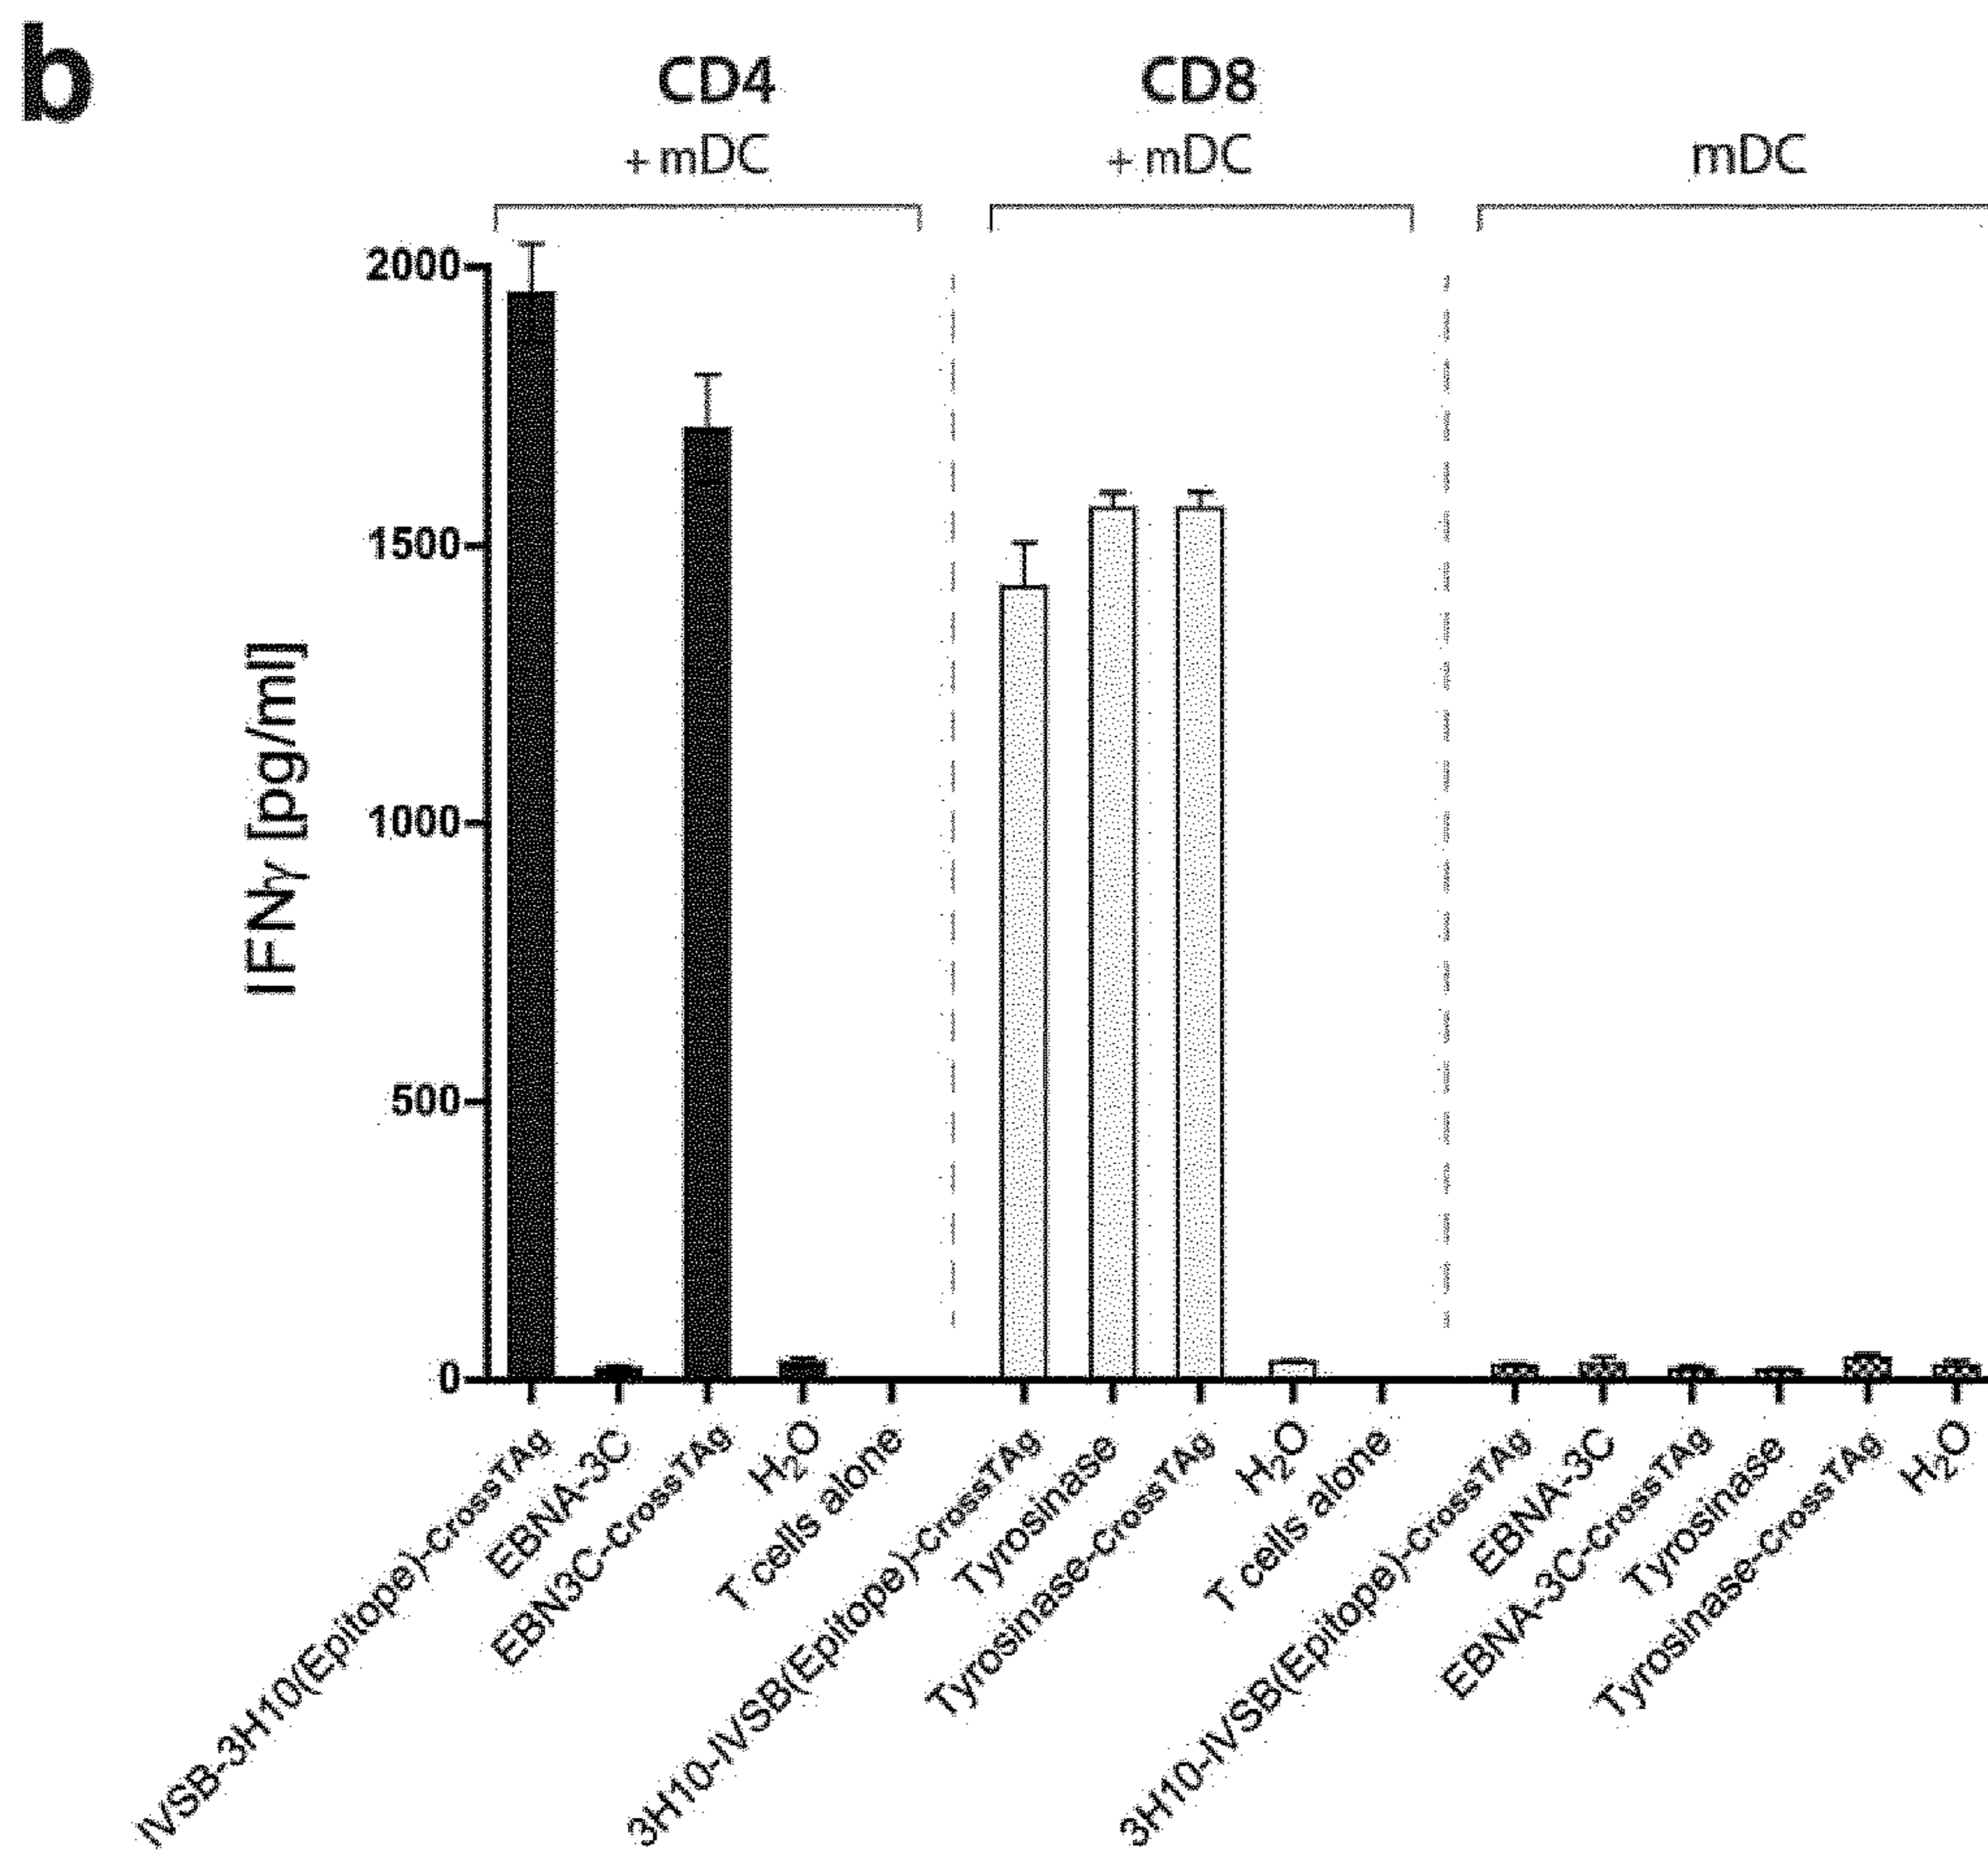 b
CD4
+ mDC
CD8
+ mDC
mDC
IFNγ [pg/ml]
2000
1500
1000
500
0
IVSB-3H10(Epitope)-CrossTAg
EBNA-3C
EBN3C-CrossTAg
H₂O
T cells alone
3H10-IVSB(Epitope)-CrossTAg
Tyrosinase
Tyrosinase-CrossTAg
H₂O
T cells alone
3H10-IVSB(Epitope)-CrossTAg
EBNA-3C
EBNA-3C-CrossTAg
Tyrosinase
Tyrosinase-CrossTAg
H₂O